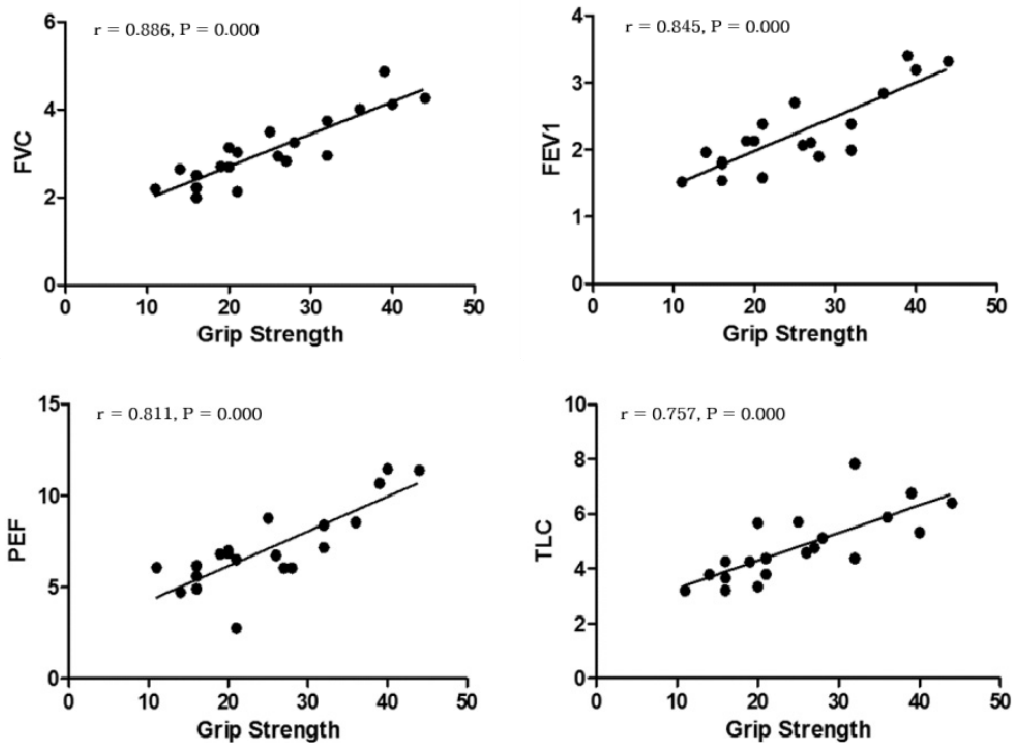 r = 0.886, P = 0.000
6
4
2
0
FVC
0 10 20 30 40 50
Grip Strength
r = 0.845, P = 0.000
4
3
2
1
0
FEV1
0 10 20 30 40 50
Grip Strength
r = 0.811, P = 0.000
15
10
5
0
PEF
0 10 20 30 40 50
Grip Strength
r = 0.757, P = 0.000
10
8
6
4
2
0
TLC
0 10 20 30 40 50
Grip Strength